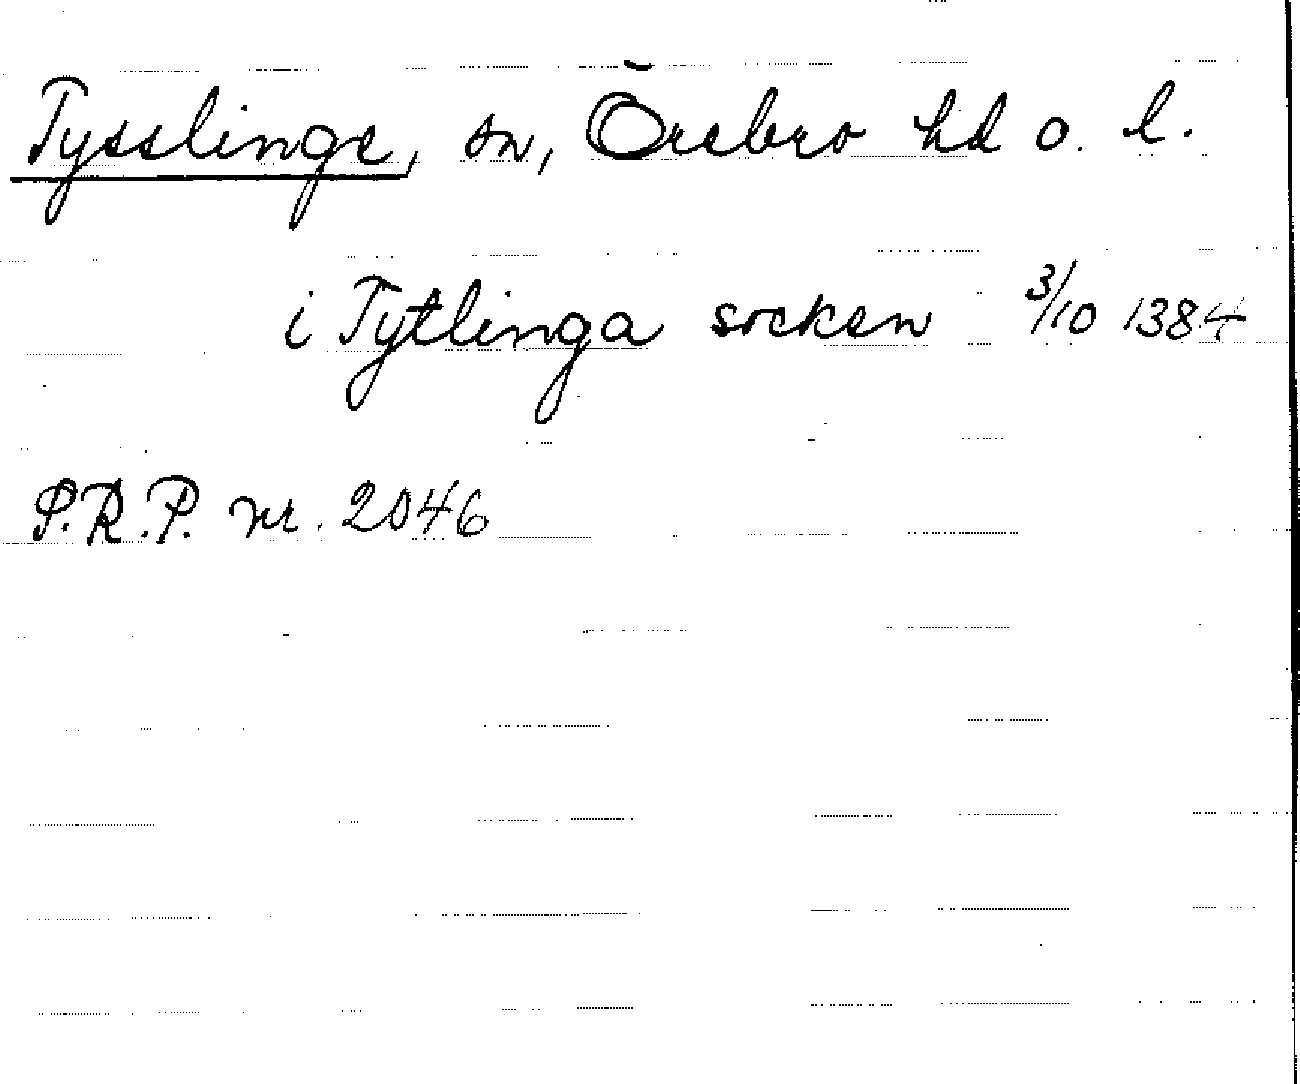 Tysslinge, sn, Örebro hd o. l.
i Tytlinga socken 3/10 1384
S.R.P. nr. 2046